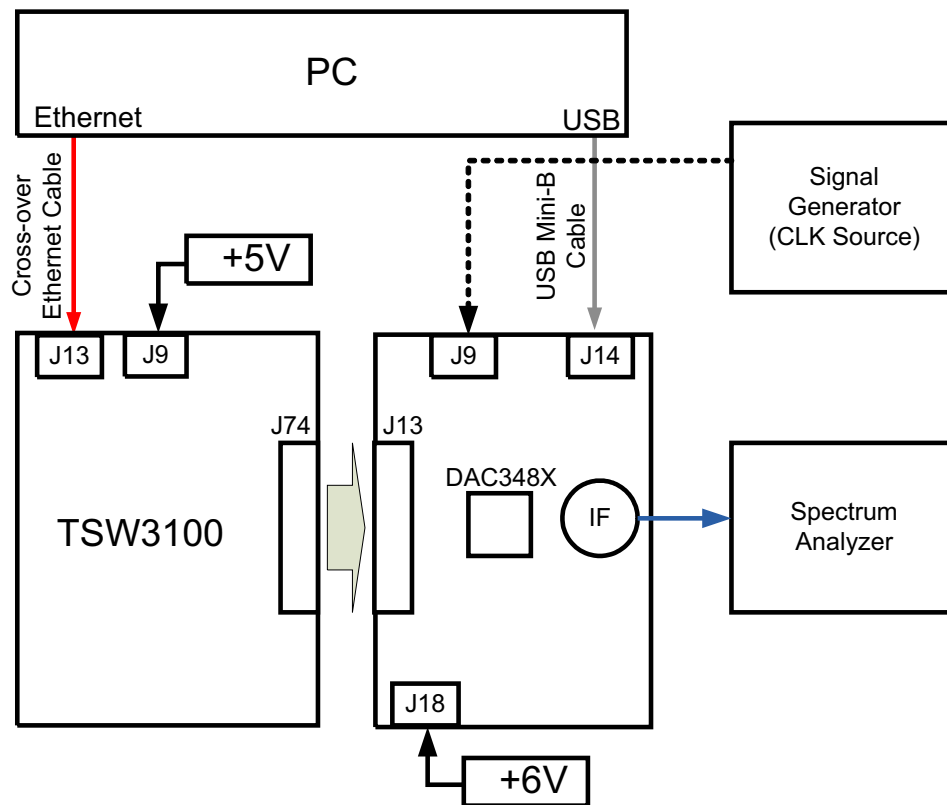 PC
Ethernet
USB
Cross-over
Ethernet Cable
USB Mini-B
Cable
Signal
Generator
(CLK Source)
+5V
J13
J9
J9
J14
J74
J13
DAC348X
TSW3100
IF
Spectrum
Analyzer
J18
+6V